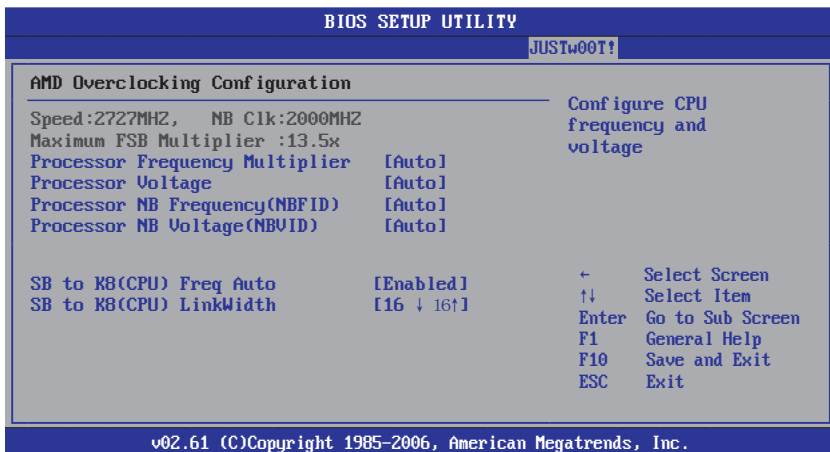 BIOS SETUP UTILITY
JUSTw00T!
AMD Overclocking Configuration
Speed:2727MHZ, NB Clk:2000MHZ
Maximum FSB Multiplier :13.5x
Processor Frequency Multiplier [Auto]
Processor Voltage [Auto]
Processor NB Frequency(NBFID) [Auto]
Processor NB Voltage(NBVID) [Auto]
SB to K8(CPU) Freq Auto [Enabled]
SB to K8(CPU) LinkWidth [16 ↓ 16↑]
Configure CPU
frequency and
voltage
← Select Screen
↑↓ Select Item
Enter Go to Sub Screen
F1 General Help
F10 Save and Exit
ESC Exit
v02.61 (C)Copyright 1985-2006, American Megatrends, Inc.